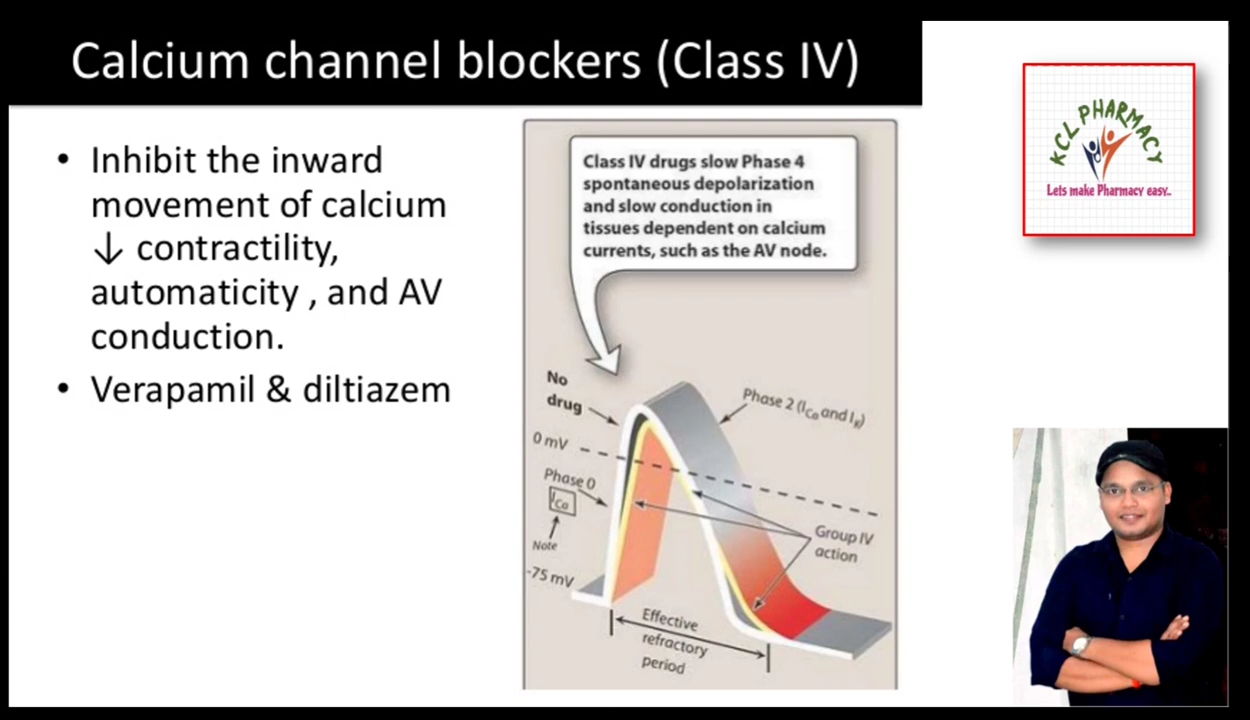 Calcium channel blockers (Class IV)
• Inhibit the inward
movement of calcium
↓ contractility,
automaticity , and AV
conduction.
• Verapamil & diltiazem
Class IV drugs slow Phase 4
spontaneous depolarization
and slow conduction in
tissues dependent on calcium
currents, such as the AV node.
No
drug
Phase 2 (ICa and IK)
0 mV
Phase 0
ICa
Note
Group IV
action
-75 mV
Effective
refractory
period
KCL PHARMACY
Lets make Pharmacy easy..